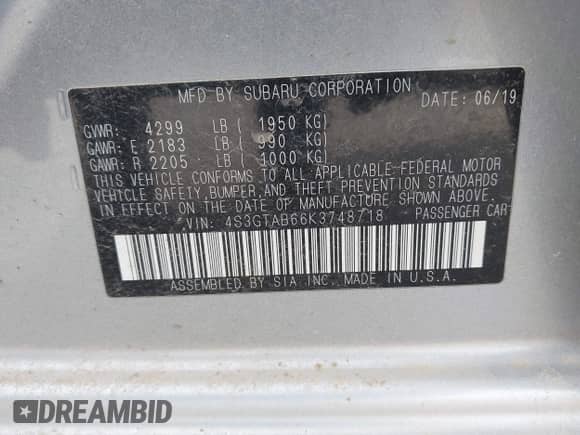 MFD BY SUBARU CORPORATION
DATE: 06/19
GVWR: 4299 LB ( 1950 KG)
GAWR: F 2183 LB ( 990 KG)
GAWR: R 2205 LB ( 1000 KG)
THIS VEHICLE CONFORMS TO ALL APPLICABLE FEDERAL MOTOR
VEHICLE SAFETY, BUMPER, AND THEFT PREVENTION STANDARDS
IN EFFECT ON THE DATE OF MANUFACTURE SHOWN ABOVE.
VIN: 4S3GTAB66K3748718 PASSENGER CAR
ASSEMBLED BY SIA INC. MADE IN U.S.A.
DREAMBID